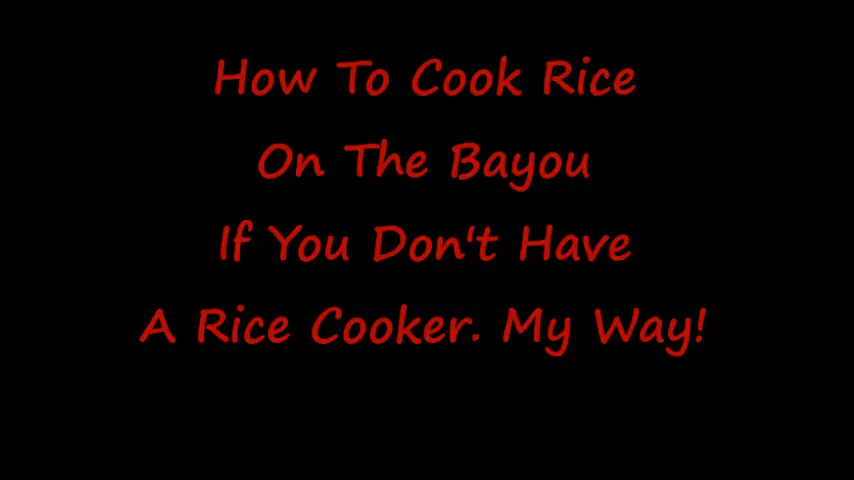 How To Cook Rice
On The Bayou
If You Don't Have
A Rice Cooker. My Way!